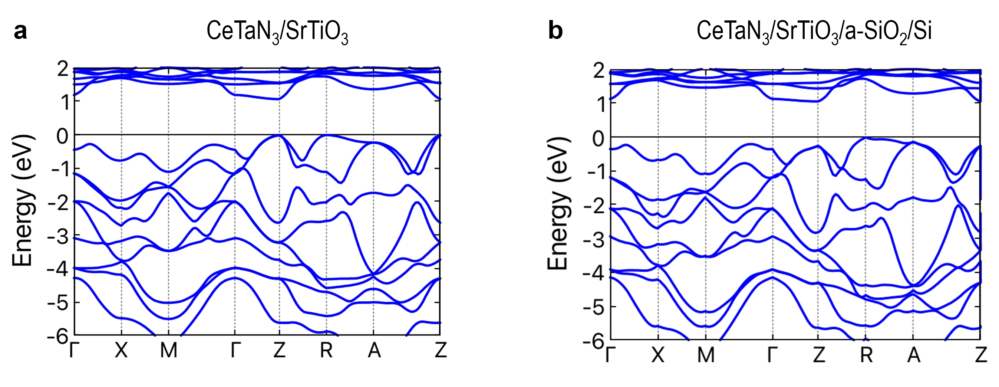 a
CeTaN₃/SrTiO₃
Energy (eV)
2
1
0
-1
-2
-3
-4
-5
-6
Γ X M Γ Z R A Z
b
CeTaN₃/SrTiO₃/a-SiO₂/Si
Energy (eV)
2
1
0
-1
-2
-3
-4
-5
-6
Γ X M Γ Z R A Z